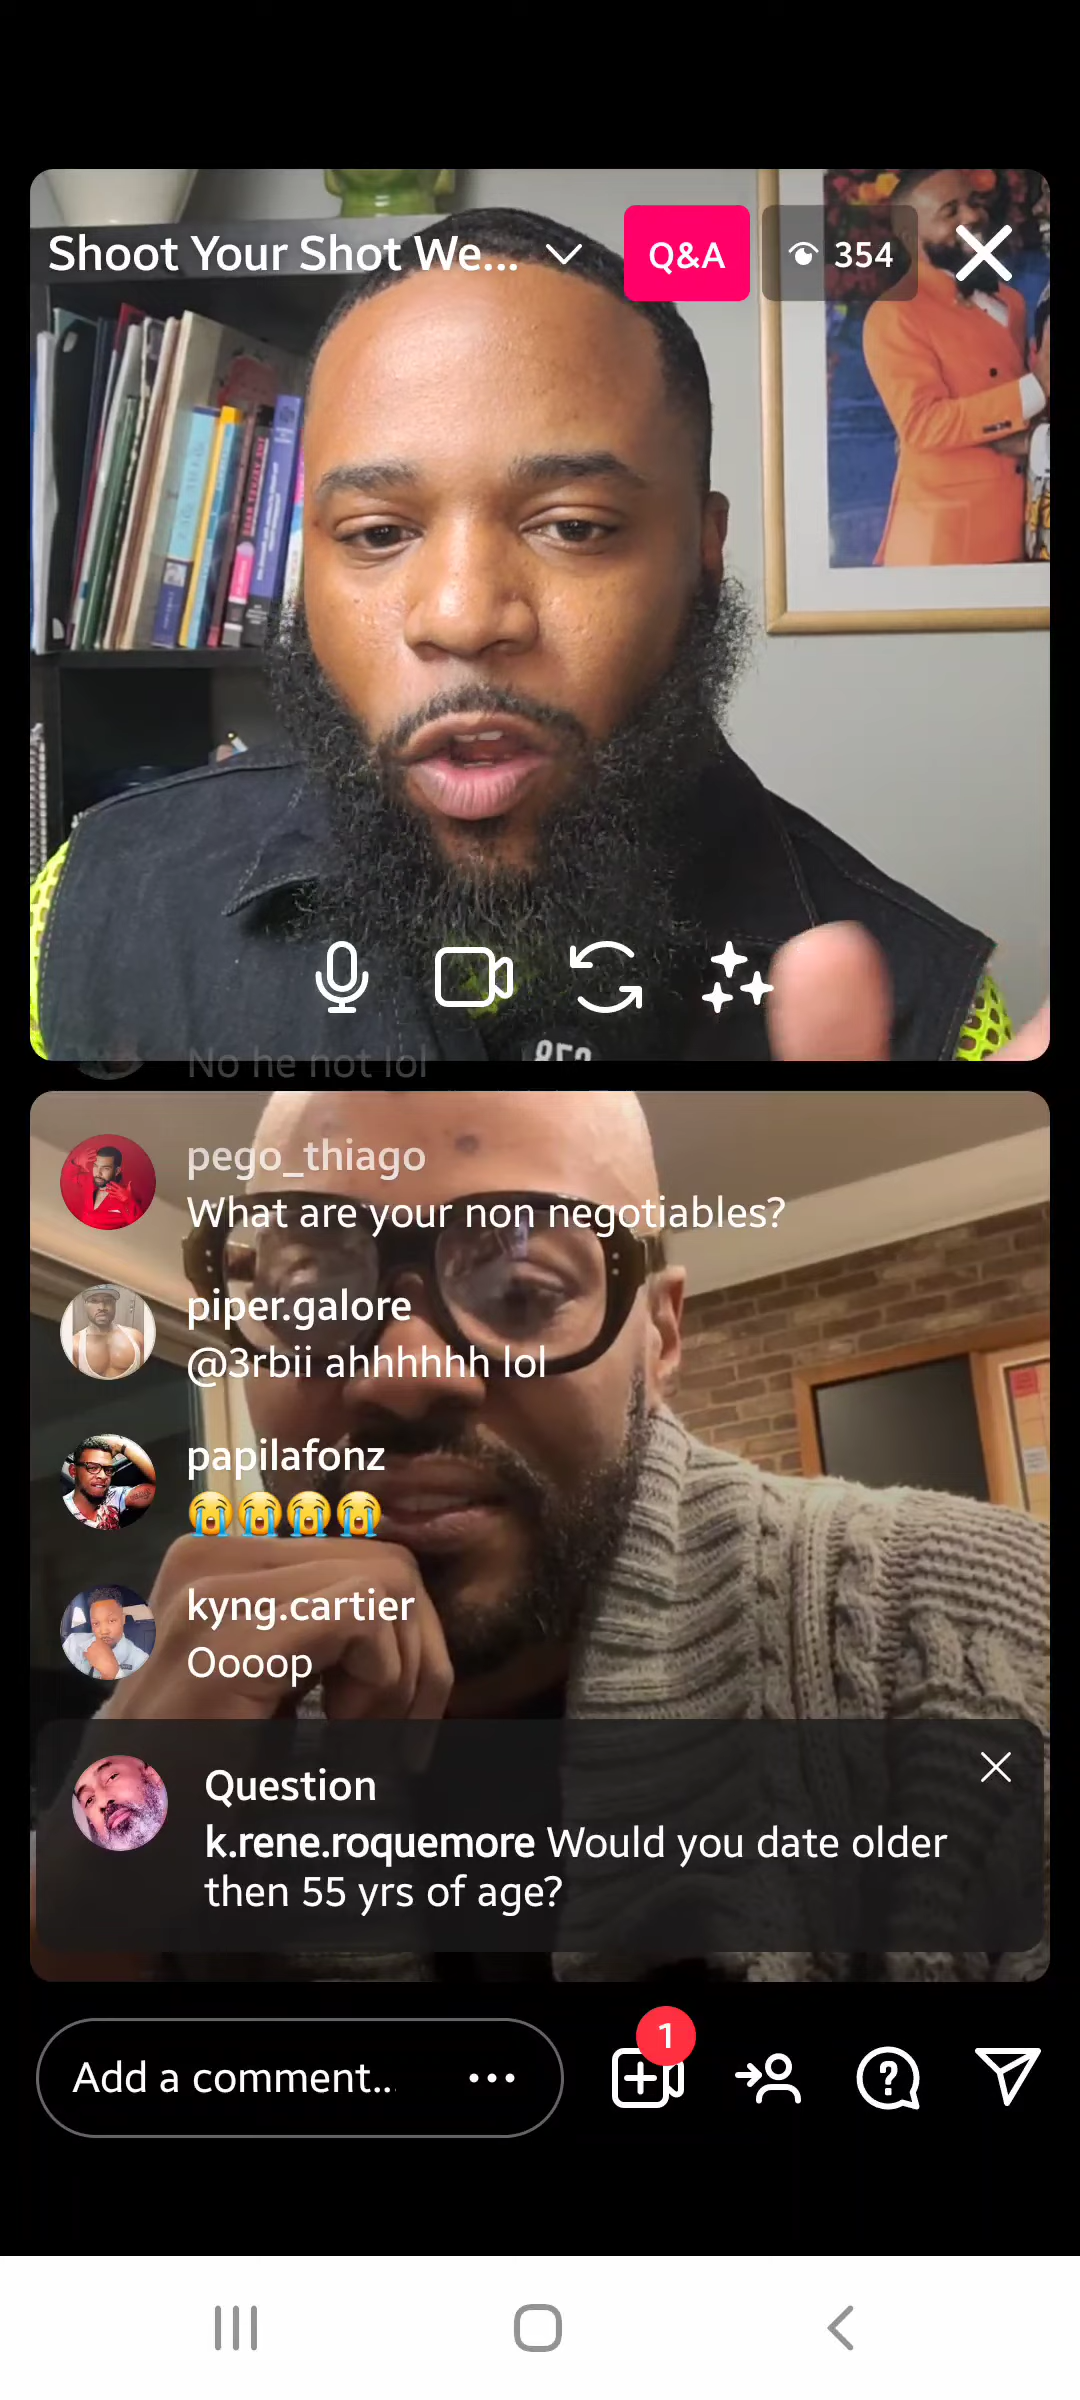 Shoot Your Shot We...
Q&A
354
No he not lol
pego_thiago
What are your non negotiables?
piper.galore
@3rbii ahhhhhh lol
papilafonz
😭😭😭😭
kyng.cartier
Oooop
Question
k.rene.roquemore Would you date older
then 55 yrs of age?
1
Add a comment...